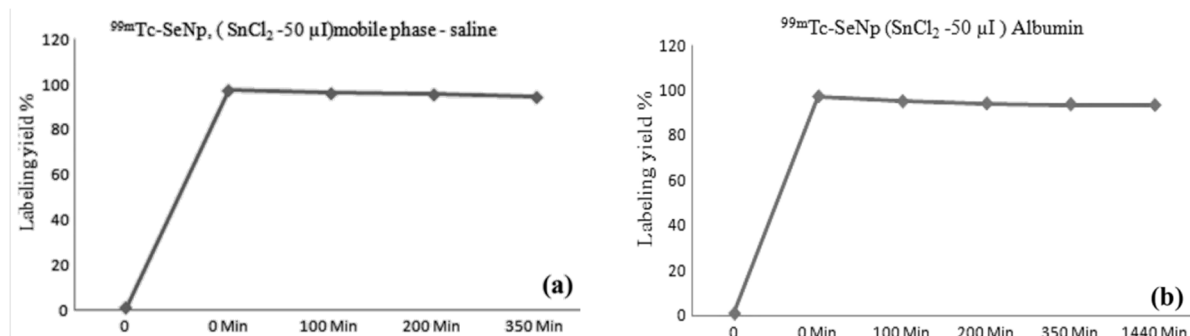 ⁹⁹ᵐTc-SeNp, ( SnCl₂ -50 µI)mobile phase - saline
120
100
80
60
40
20
0
Labeling yield %
0 0 Min 100 Min 200 Min 350 Min
(a)
⁹⁹ᵐTc-SeNp (SnCl₂ -50 µI ) Albumin
120
100
80
60
40
20
0
Labeling yield %
0 0 Min 100 Min 200 Min 350 Min 1440 Min
(b)